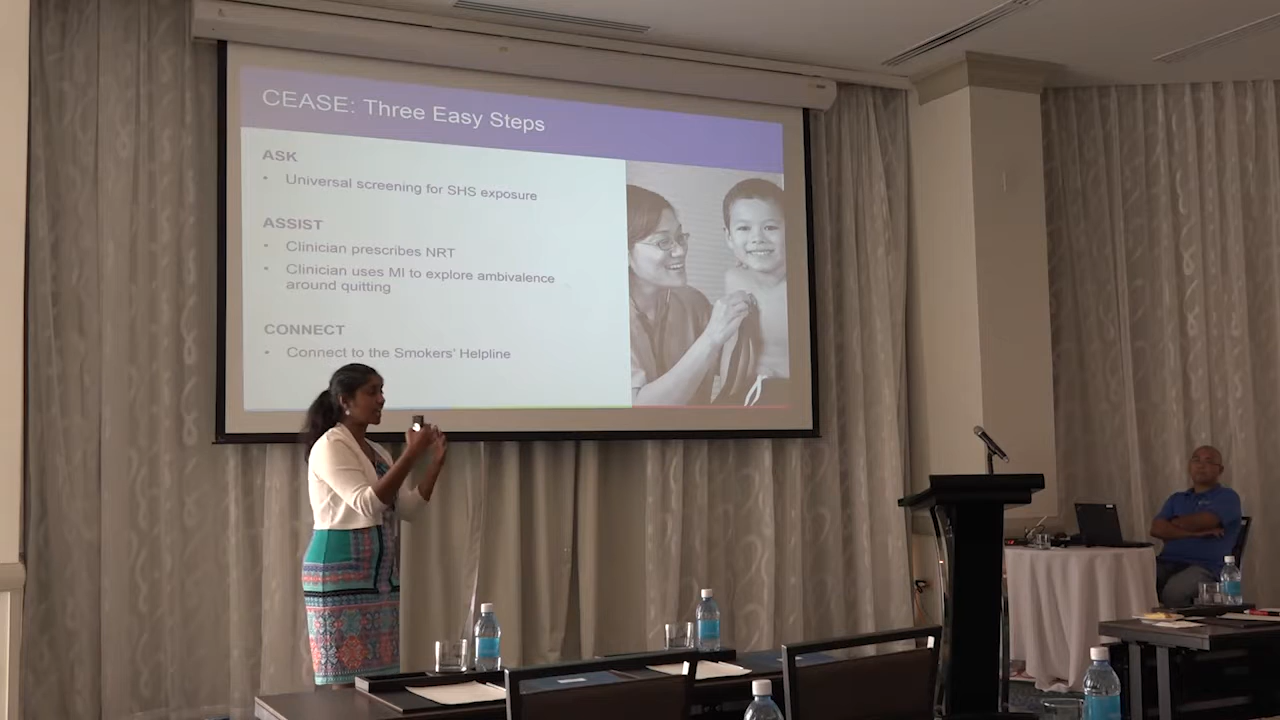 CEASE: Three Easy Steps
ASK
• Universal screening for SHS exposure
ASSIST
• Clinician prescribes NRT
• Clinician uses MI to explore ambivalence
around quitting
CONNECT
• Connect to the Smokers' Helpline